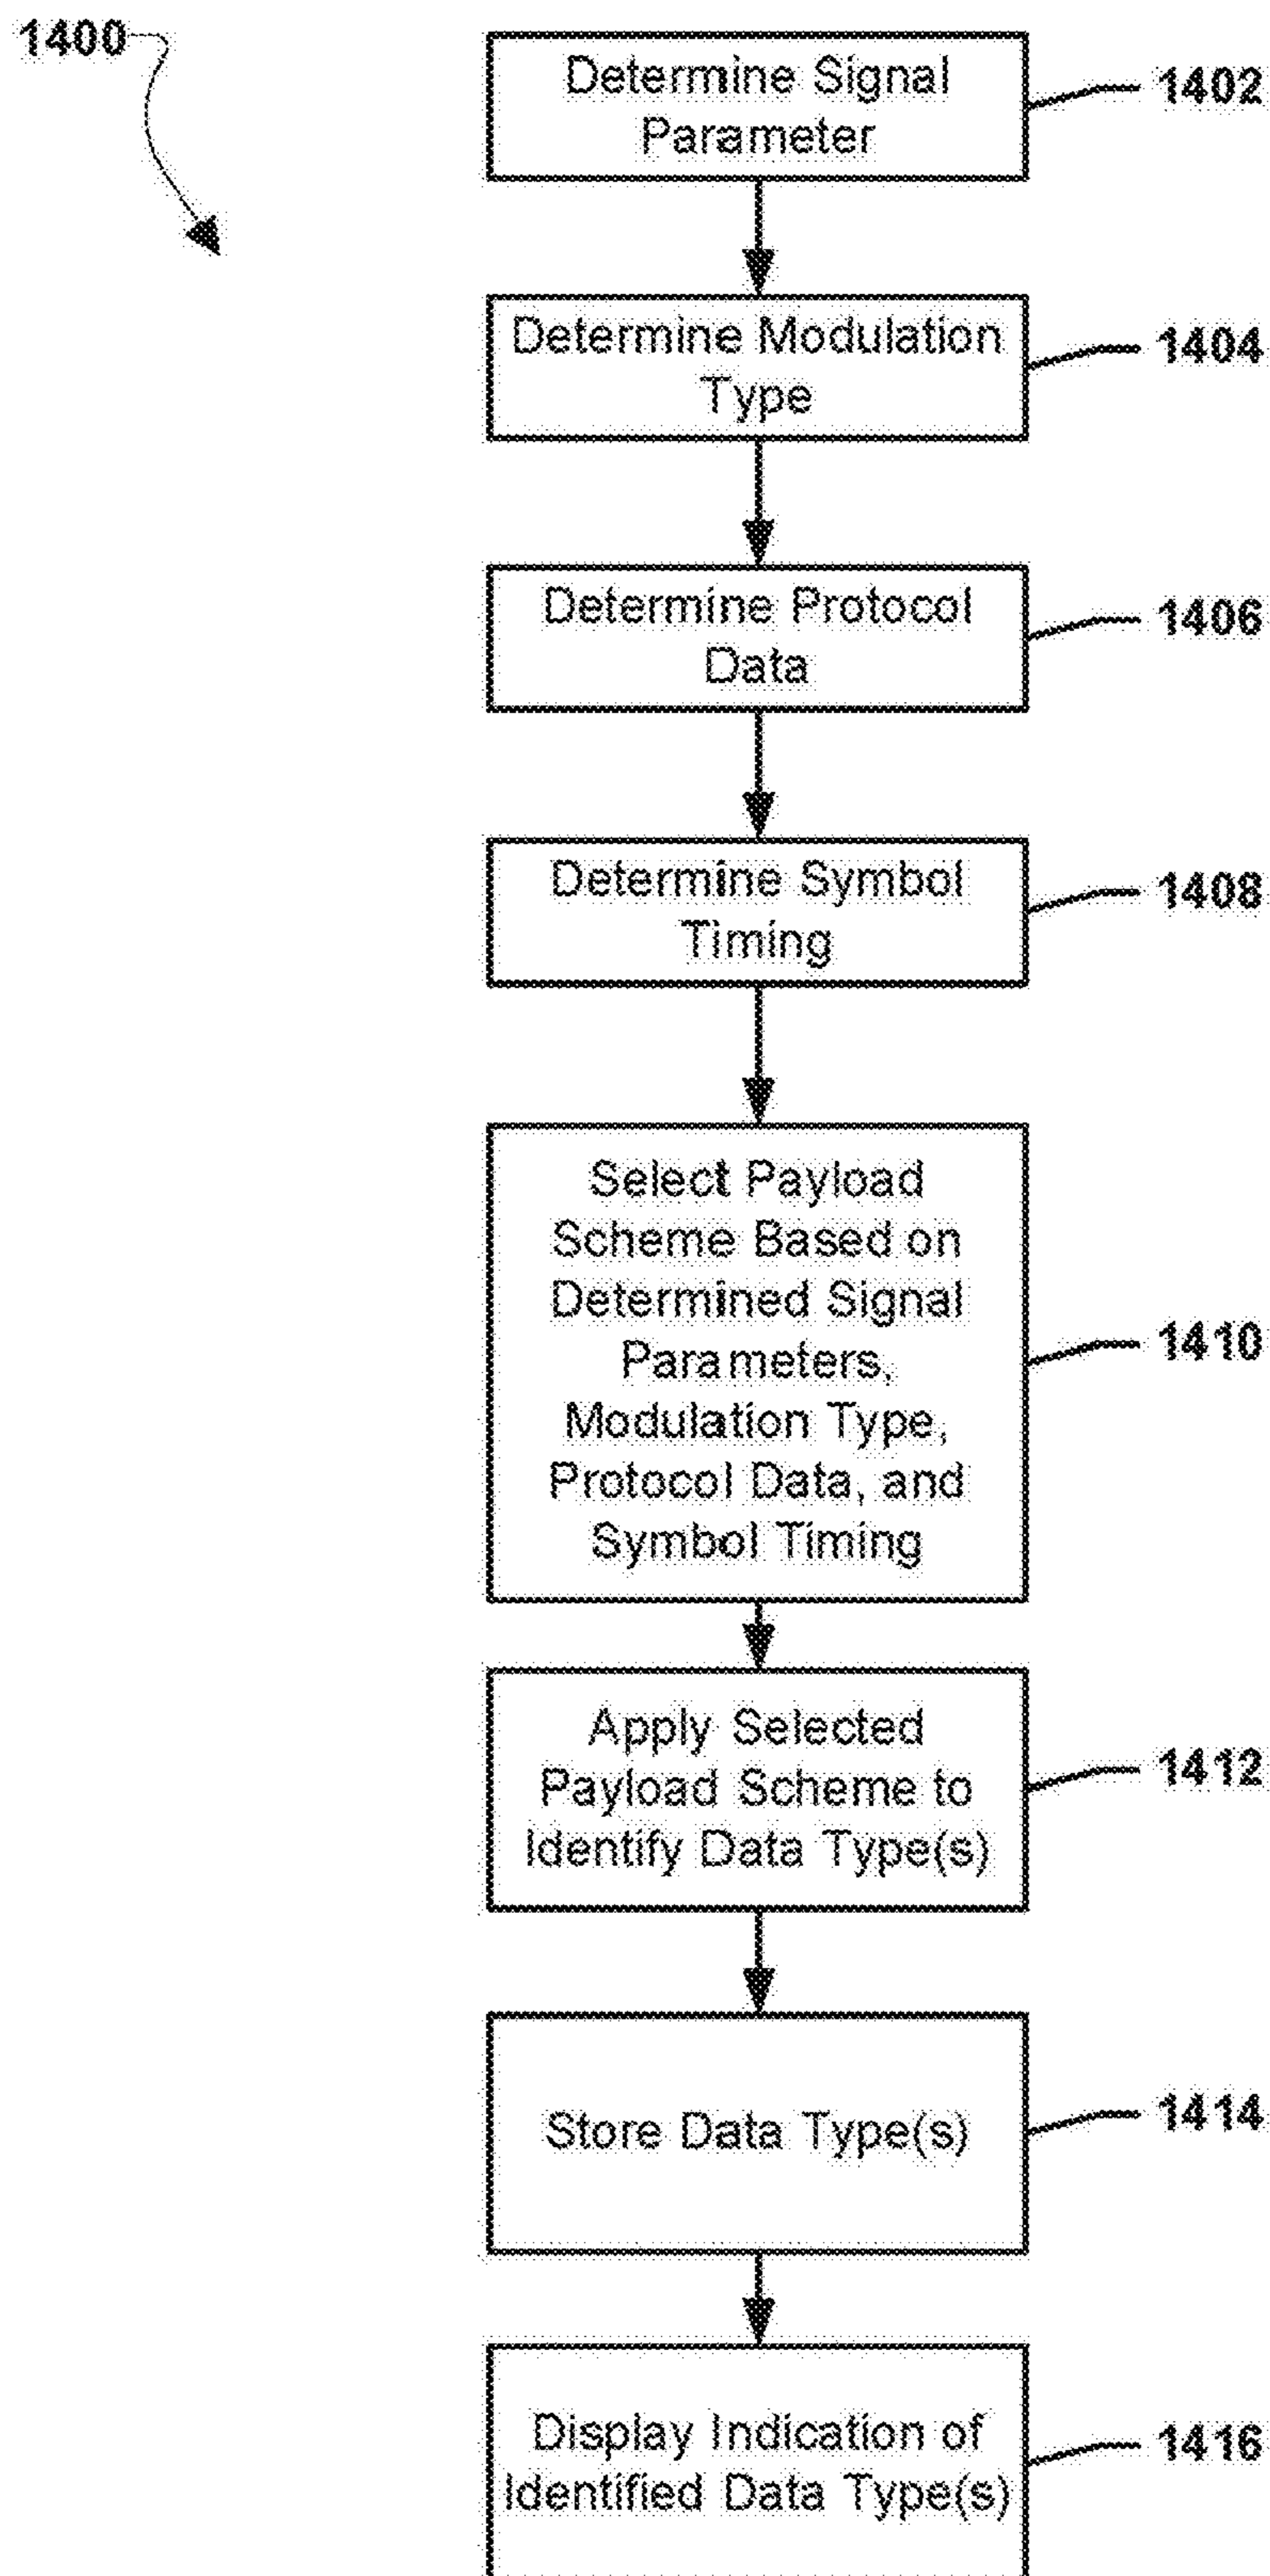 1400
Determine Signal
Parameter
1402
Determine Modulation
Type
1404
Determine Protocol
Data
1406
Determine Symbol
Timing
1408
Select Payload
Scheme Based on
Determined Signal
Parameters,
Modulation Type,
Protocol Data, and
Symbol Timing
1410
Apply Selected
Payload Scheme to
Identify Data Type(s)
1412
Store Data Type(s)
1414
Display Indication of
Identified Data Type(s)
1416